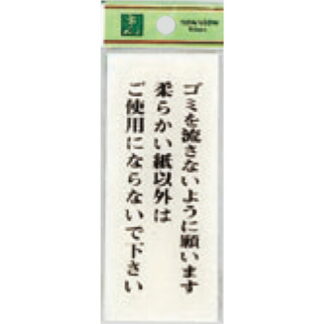 ゴミを流さないように願います
柔らかい紙以外は
ご使用にならないで下さい